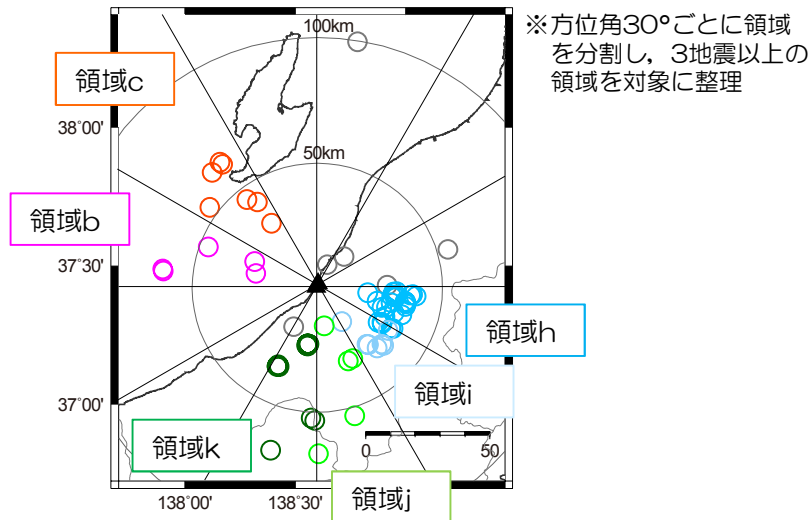 ※方位角30°ごとに領域
を分割し，3地震以上の
領域を対象に整理
100km
領域c
38°00'
50km
領域b
37°30'
領域h
領域i
37°00'
領域k
0
50
138°00'
138°30'
領域j